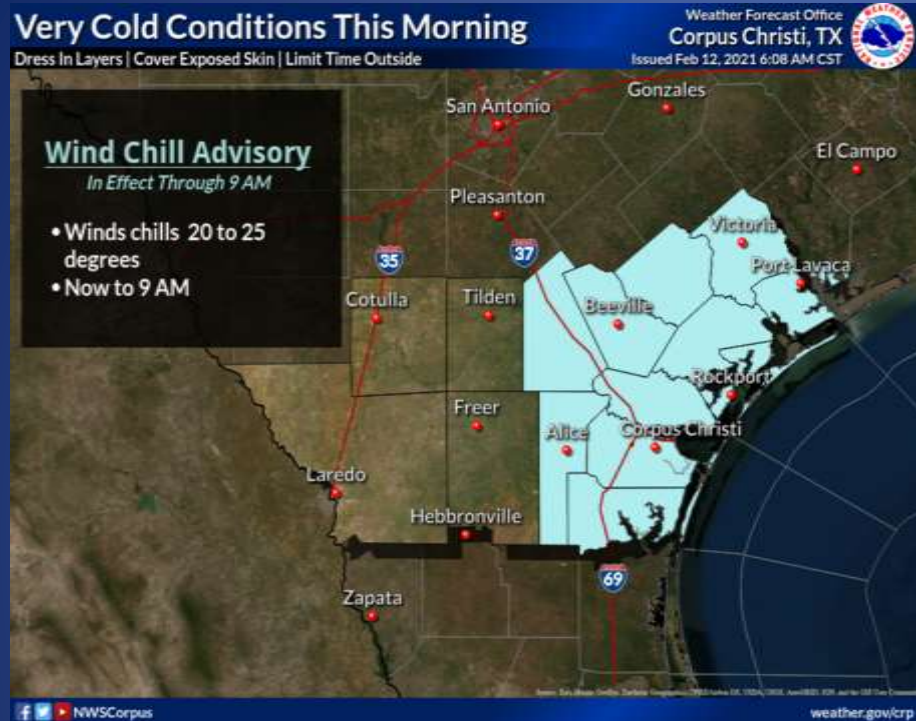 Very Cold Conditions This Morning
Dress In Layers | Cover Exposed Skin | Limit Time Outside
Weather Forecast Office
Corpus Christi, TX
Issued Feb 12, 2021 6:08 AM CST
NATIONAL WEATHER SERVICE
Wind Chill Advisory
In Effect Through 9 AM
• Winds chills 20 to 25
degrees
• Now to 9 AM
San Antonio
Gonzales
El Campo
Pleasanton
Victoria
35
37
Port Lavaca
Cotulla
Tilden
Beeville
Rockport
Freer
Alice
Corpus Christi
Laredo
Hebbronville
69
Zapata
NWSCorpus
weather.gov/crp